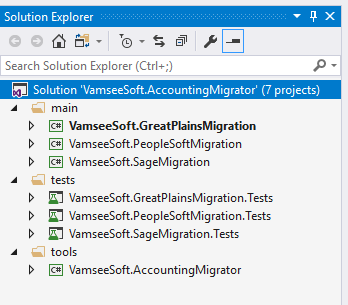 Solution Explorer
Search Solution Explorer (Ctrl+;)
Solution 'VamseeSoft.AccountingMigrator' (7 projects)
main
C# VamseeSoft.GreatPlainsMigration
C# VamseeSoft.PeopleSoftMigration
C# VamseeSoft.SageMigration
tests
VamseeSoft.GreatPlainsMigration.Tests
VamseeSoft.PeopleSoftMigration.Tests
VamseeSoft.SageMigration.Tests
tools
C# VamseeSoft.AccountingMigrator